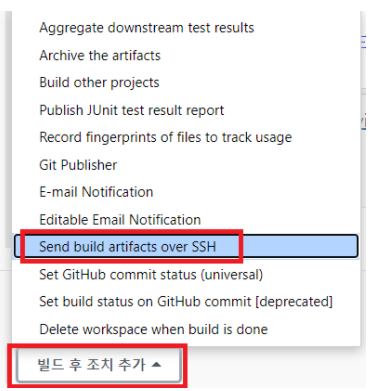 Aggregate downstream test results
Archive the artifacts
Build other projects
Publish JUnit test result report
Record fingerprints of files to track usage
Git Publisher
E-mail Notification
Editable Email Notification
Send build artifacts over SSH
Set GitHub commit status (universal)
Set build status on GitHub commit [deprecated]
Delete workspace when build is done
빌드 후 조치 추가